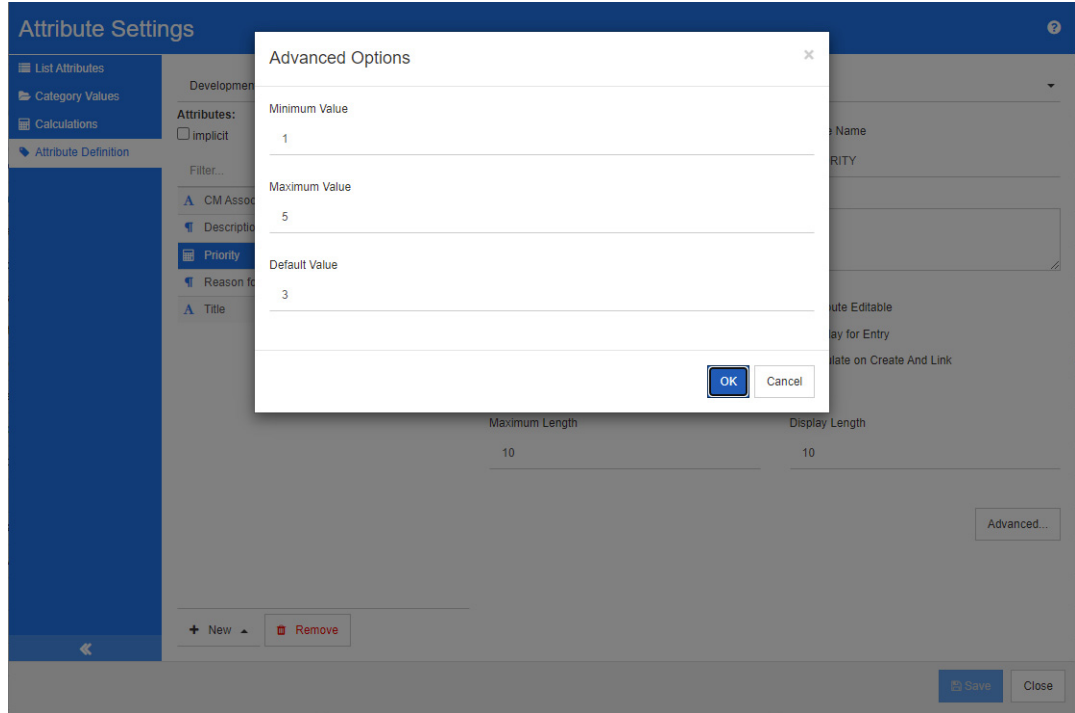 Attribute Settings
List Attributes
Category Values
Calculations
Attribute Definition
Attributes:
implicit
Filter...
CM
Priority
Title
New
Remove
Advanced Options
×
Minimum Value
1
Maximum Value
5
Default Value
3
OK
Cancel
Name
Editable
for Entry
on Create And Link
Maximum Length
Display Length
10
10
Advanced...
Save
Close